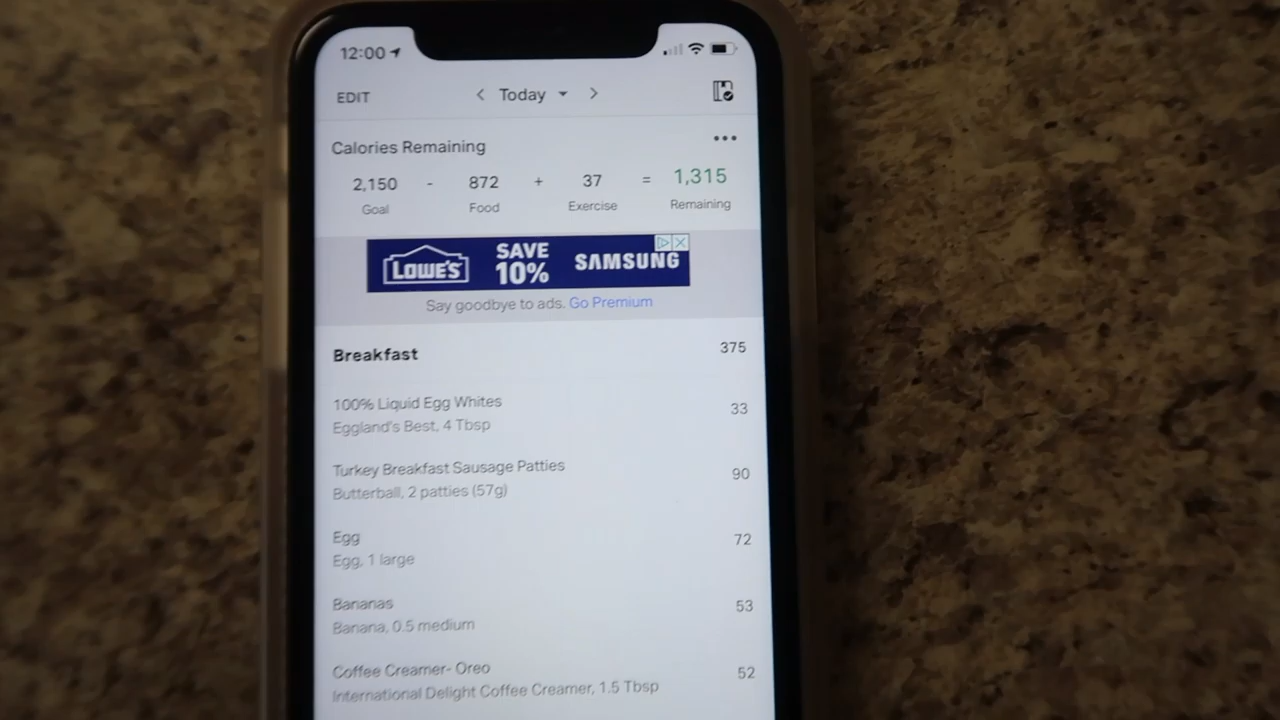 12:00
EDIT < Today >
Calories Remaining •••
2,150 - 872 + 37 = 1,315
Goal Food Exercise Remaining
LOWE'S SAVE 10% SAMSUNG
Say goodbye to ads. Go Premium
Breakfast 375
100% Liquid Egg Whites 33
Eggland's Best, 4 Tbsp
Turkey Breakfast Sausage Patties 90
Butterball, 2 patties (57g)
Egg 72
Egg, 1 large
Bananas 53
Banana, 0.5 medium
Coffee Creamer- Oreo 52
International Delight Coffee Creamer, 1.5 Tbsp